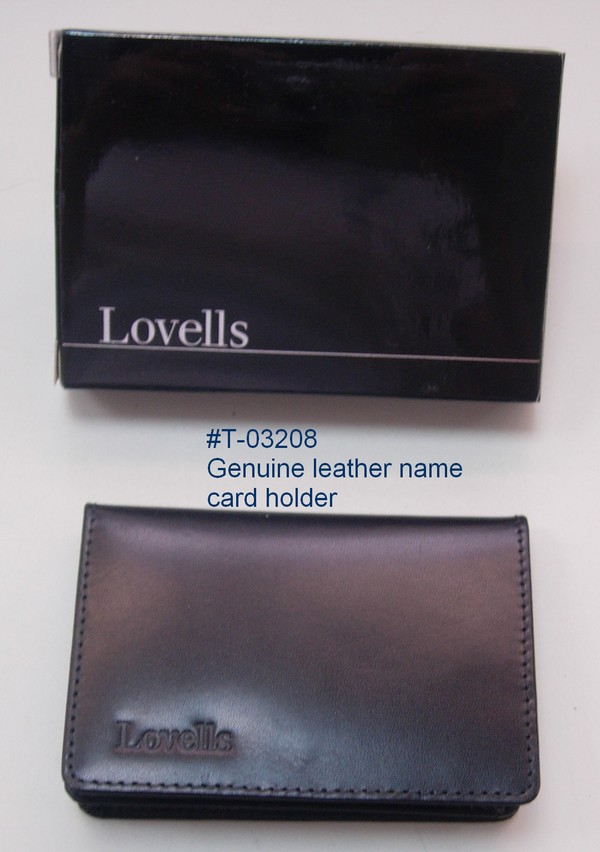 Lovells
#T-03208
Genuine leather name
card holder
Lovells